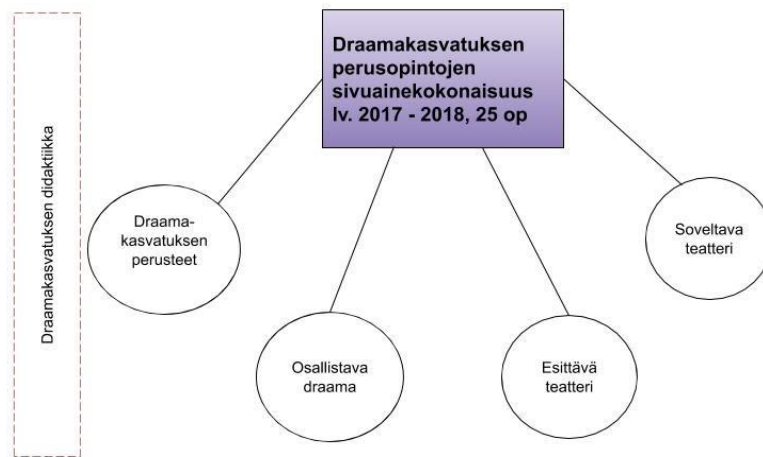 Draamakasvatuksen
perusopintojen
sivuainekokonaisuus
lv. 2017 - 2018, 25 op
Draamakasvatuksen didaktiikka
Draama-
kasvatuksen
perusteet
Osallistava
draama
Esittävä
teatteri
Soveltava
teatteri